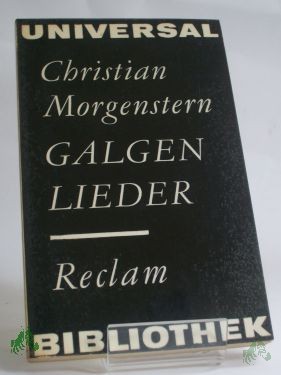 UNIVERSAL
Christian
Morgenstern
GALGEN
LIEDER
Reclam
BIBLIOTHEK